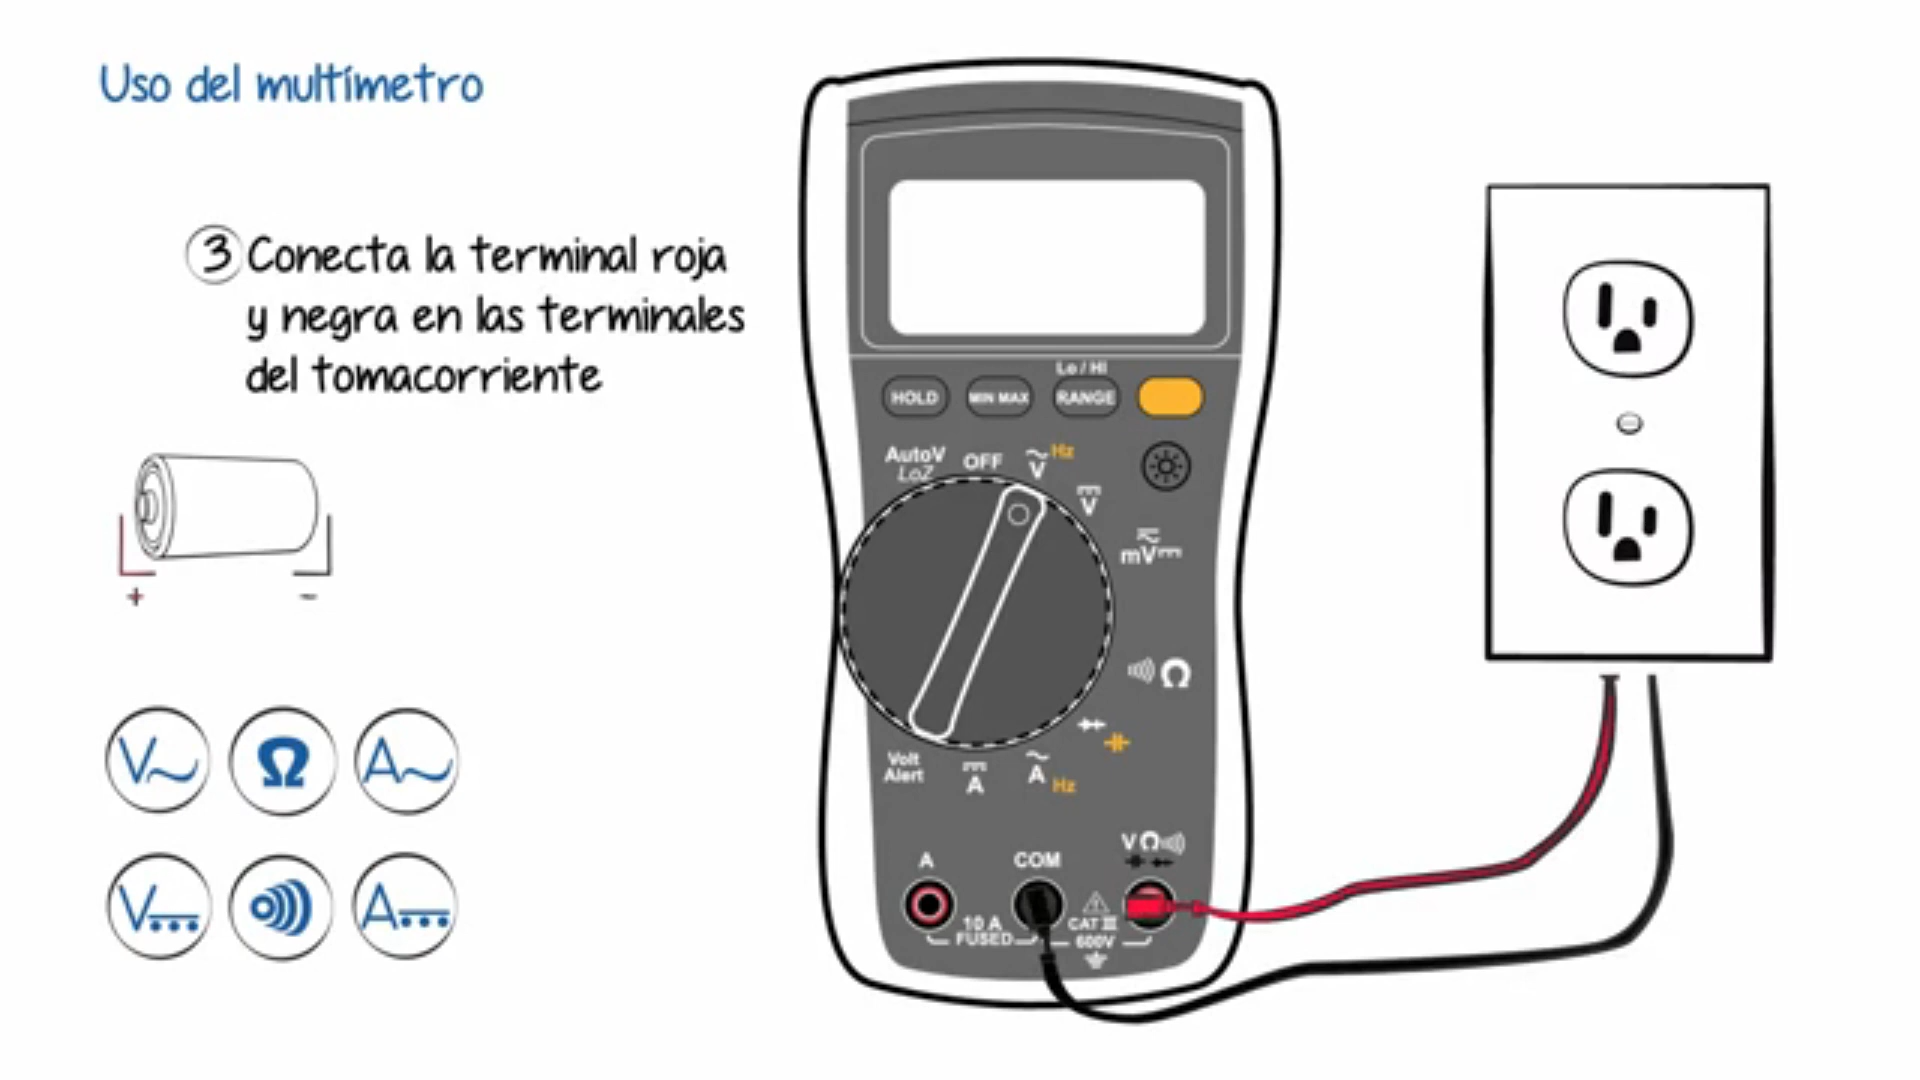 Uso del multímetro
3 Conecta la terminal roja
y negra en las terminales
del tomacorriente
+ ~
V~ Ω A~
V A
Lo / Hi
HOLD MIN MAX RANGE
AutoV
LoZ
OFF
~
V Hz
V
mV
Ω
Volt
Alert
A
~
A Hz
V Ω
A COM
10 A
FUSED
CAT III
600V